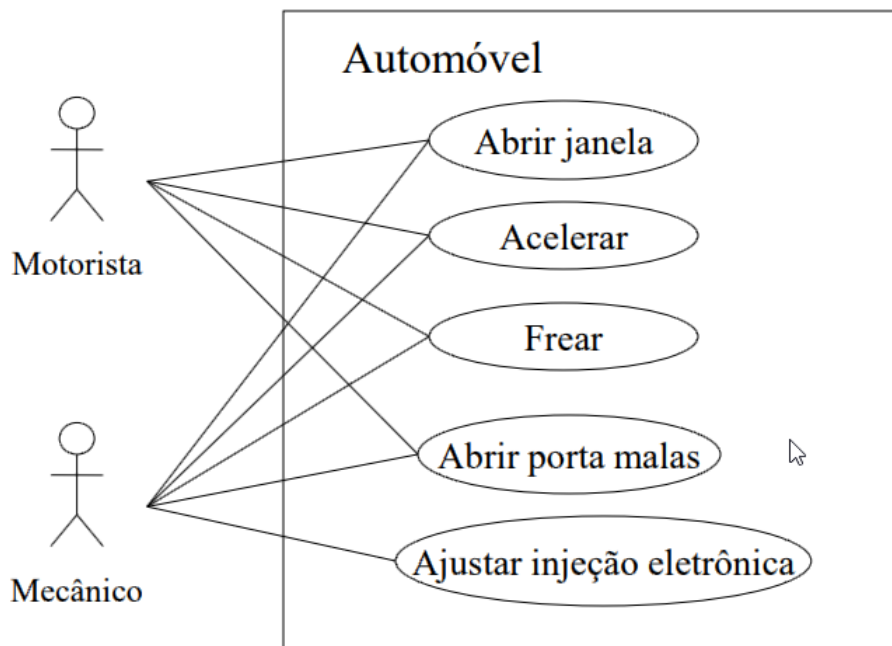 Automóvel
Abrir janela
Acelerar
Motorista
Frear
Abrir porta malas
Ajustar injeção eletrônica
Mecânico